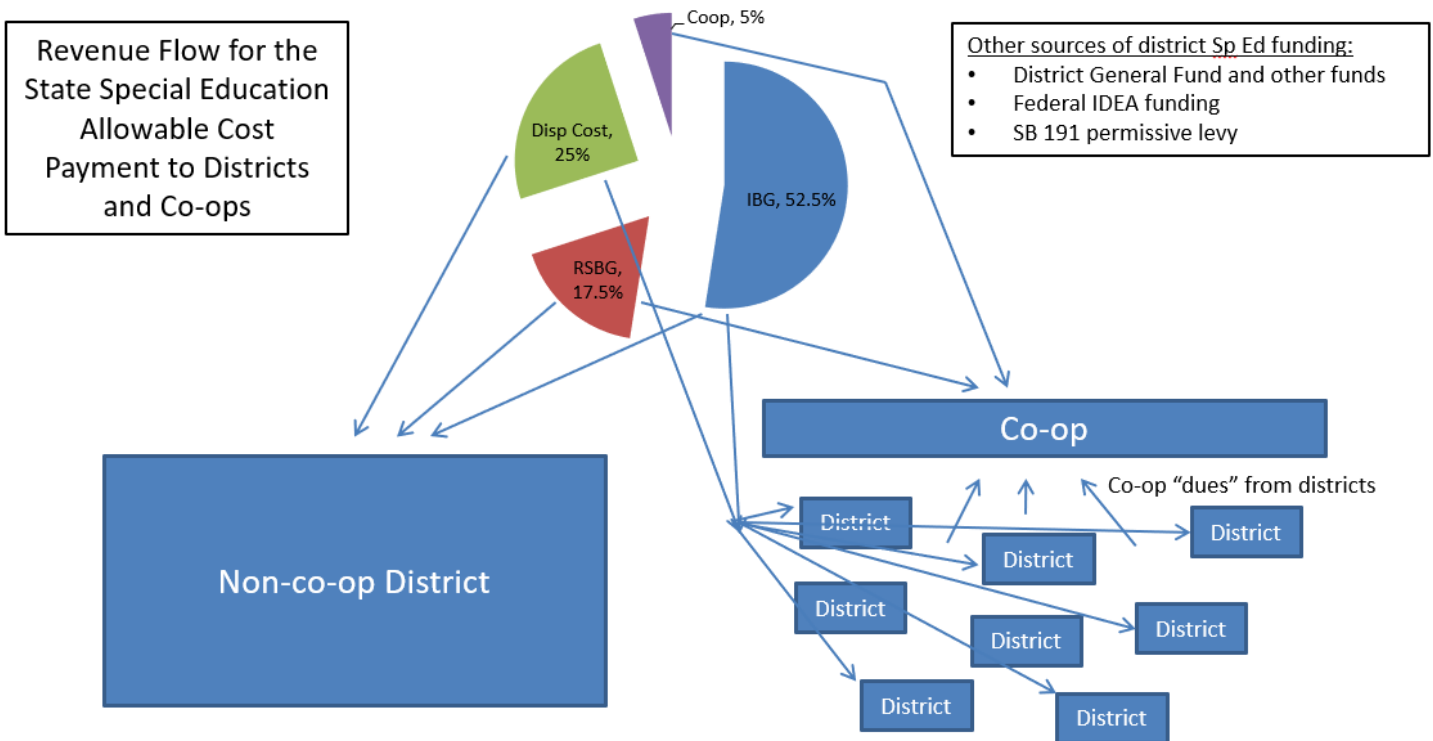 Revenue Flow for the
State Special Education
Allowable Cost
Payment to Districts
and Co-ops
Coop, 5%
Disp Cost,
25%
IBG, 52.5%
RSBG,
17.5%
Other sources of district Sp Ed funding:
• District General Fund and other funds
• Federal IDEA funding
• SB 191 permissive levy
Co-op
Co-op “dues” from districts
Non-co-op District
District
District
District
District
District
District
District
District